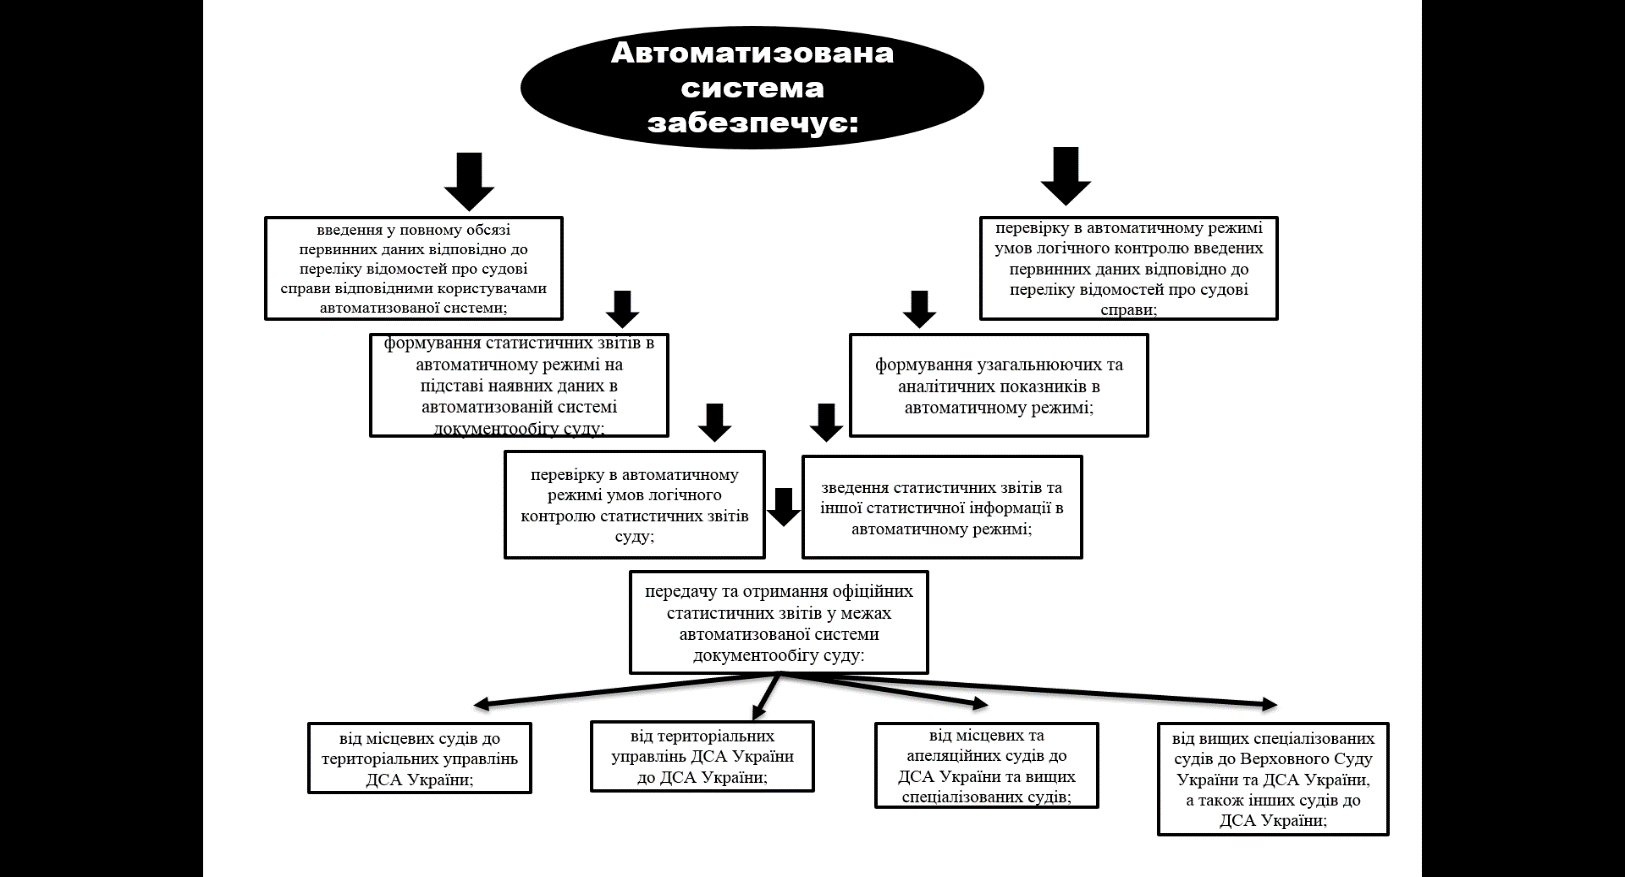 Автоматизована
система
забезпечує:
введення у повному обсязі
первинних даних відповідно до
переліку відомостей про судові
справи відповідними користувачами
автоматизованої системи;
перевірку в автоматичному режимі
умов логічного контролю введених
первинних даних відповідно до
переліку відомостей про судові
справи;
формування статистичних звітів в
автоматичному режимі на
підставі наявних даних в
автоматизованій системі
документообігу суду;
формування узагальнюючих та
аналітичних показників в
автоматичному режимі;
перевірку в автоматичному
режимі умов логічного
контролю статистичних звітів
суду;
зведення статистичних звітів та
іншої статистичної інформації в
автоматичному режимі;
передачу та отримання офіційних
статистичних звітів у межах
автоматизованої системи
документообігу суду:
від місцевих судів до
територіальних управлінь
ДСА України;
від територіальних
управлінь ДСА України
до ДСА України;
від місцевих та
апеляційних судів до
ДСА України та вищих
спеціалізованих судів;
від вищих спеціалізованих
судів до Верховного Суду
України та ДСА України,
а також інших судів до
ДСА України;